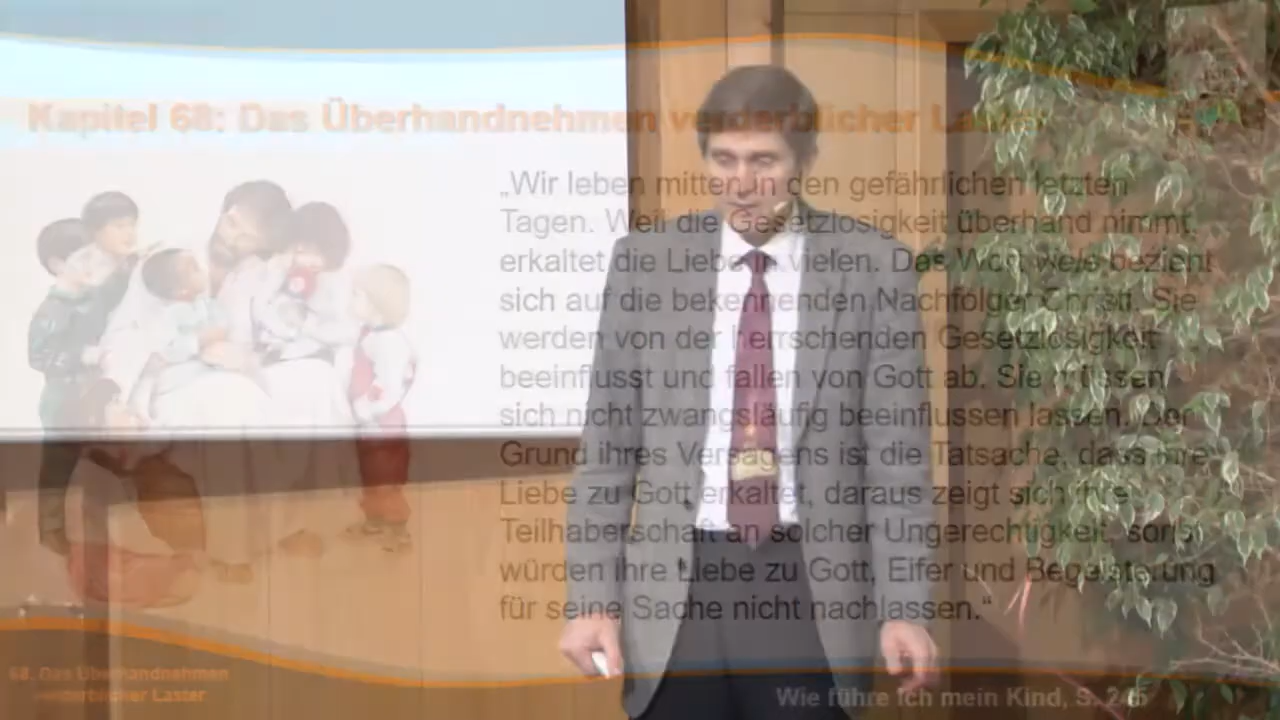 Kapitel 68: Das Überhandnehmen verderblicher Laster
„Wir leben mitten in den gefährlichen letzten
Tagen. Weil die Gesetzlosigkeit überhand nimmt,
erkaltet die Liebe in vielen. Das Wort viele bezieht
sich auf die bekennenden Nachfolger Christi. Sie
werden von der herrschenden Gesetzlosigkeit
beeinflusst und fallen von Gott ab. Sie müssen
sich nicht zwangsläufig beeinflussen lassen. Der
Grund ihres Versagens ist die Tatsache, dass ihre
Liebe zu Gott erkaltet, daraus zeigt sich ihre
Teilhaberschaft an solcher Ungerechtigkeit, sonst
würden ihre Liebe zu Gott, Eifer und Begeisterung
für seine Sache nicht nachlassen.“
68. Das Überhandnehmen
verderblicher Laster
Wie führe ich mein Kind, S. 245